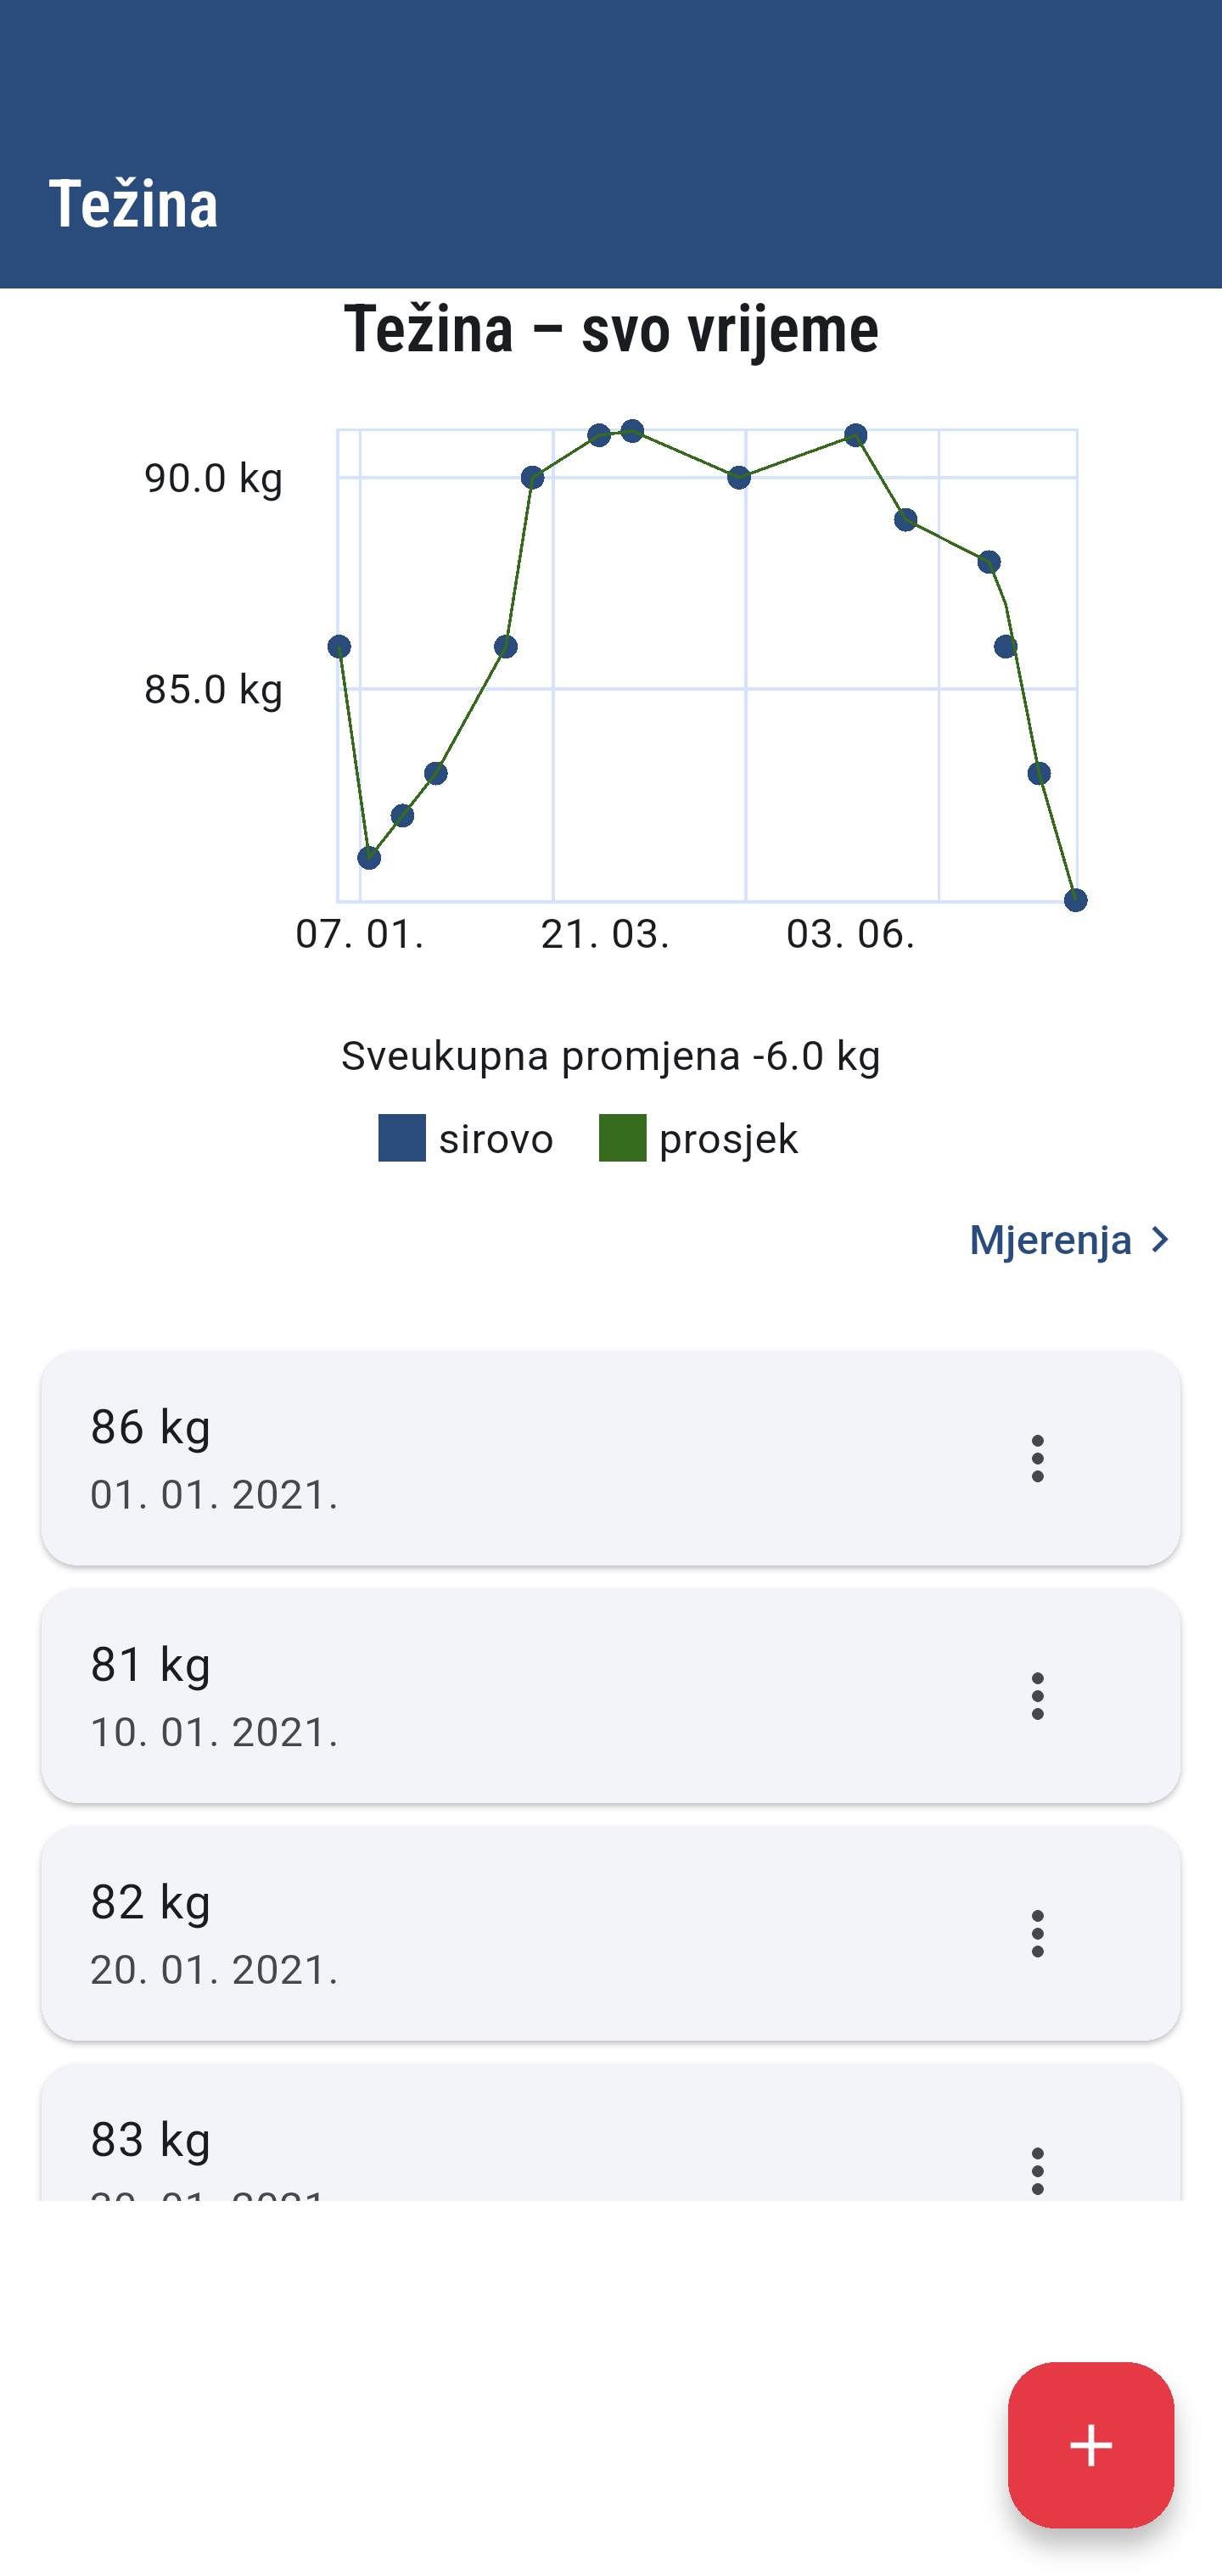 Težina
Težina – svo vrijeme
90.0 kg
85.0 kg
07. 01. 21. 03. 03. 06.
Sveukupna promjena -6.0 kg
sirovo prosjek
Mjerenja
86 kg
01. 01. 2021.
81 kg
10. 01. 2021.
82 kg
20. 01. 2021.
83 kg